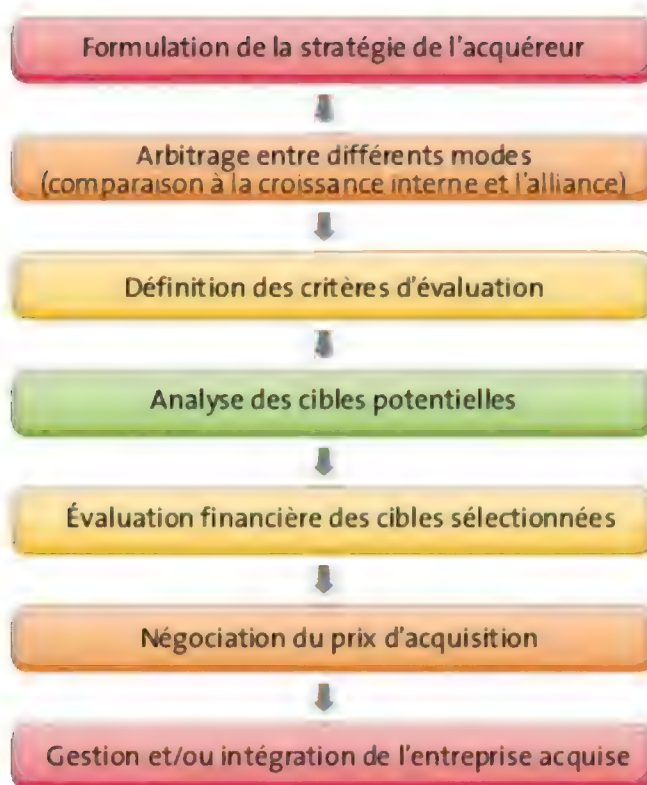 Formulation de la stratégie de l'acquéreur
Arbitrage entre différents modes
(comparaison à la croissance interne et l'alliance)
Définition des critères d'évaluation
Analyse des cibles potentielles
Évaluation financière des cibles sélectionnées
Négociation du prix d'acquisition
Gestion et/ou intégration de l'entreprise acquise